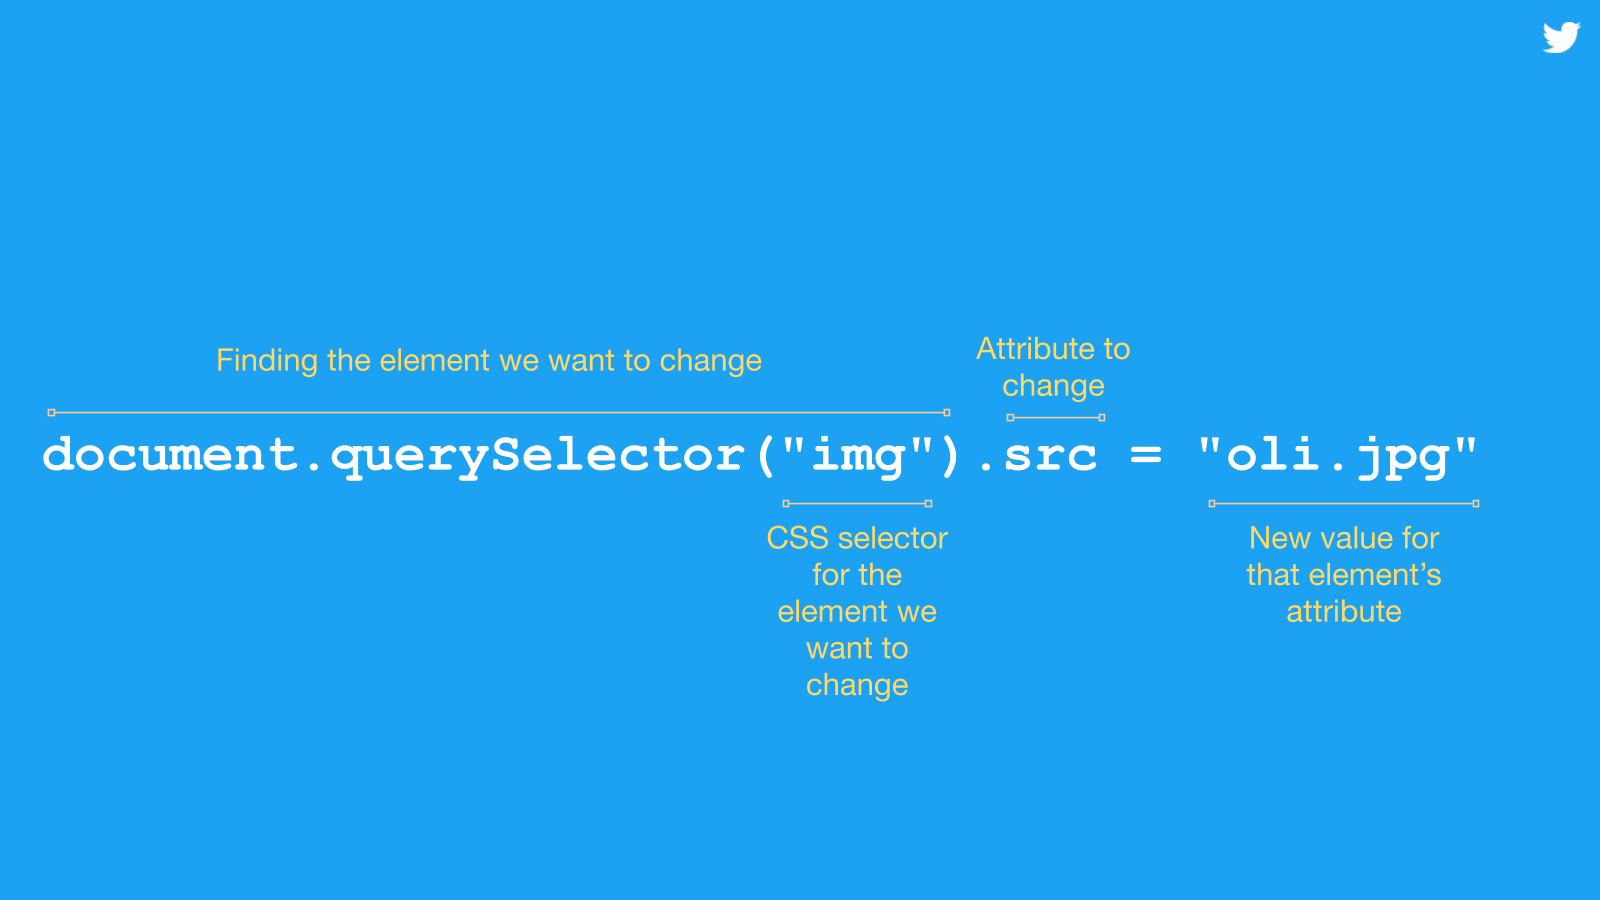 Finding the element we want to change
Attribute to
change
document.querySelector("img").src = "oli.jpg"
CSS selector
for the
element we
want to
change
New value for
that element’s
attribute